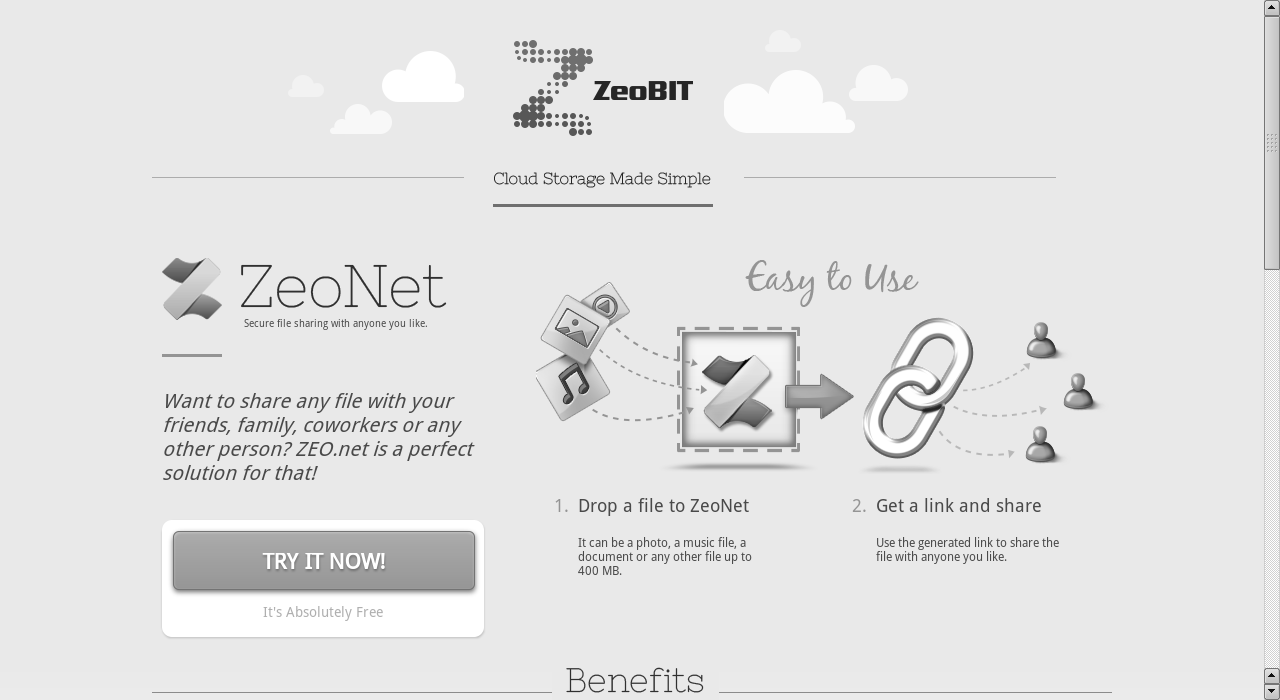 ZeoBIT
Cloud Storage Made Simple
ZeoNet
Secure file sharing with anyone you like.
Want to share any file with your
friends, family, coworkers or any
other person? ZEO.net is a perfect
solution for that!
TRY IT NOW!
It's Absolutely Free
Easy to Use
1. Drop a file to ZeoNet
It can be a photo, a music file, a
document or any other file up to
400 MB.
2. Get a link and share
Use the generated link to share the
file with anyone you like.
Benefits